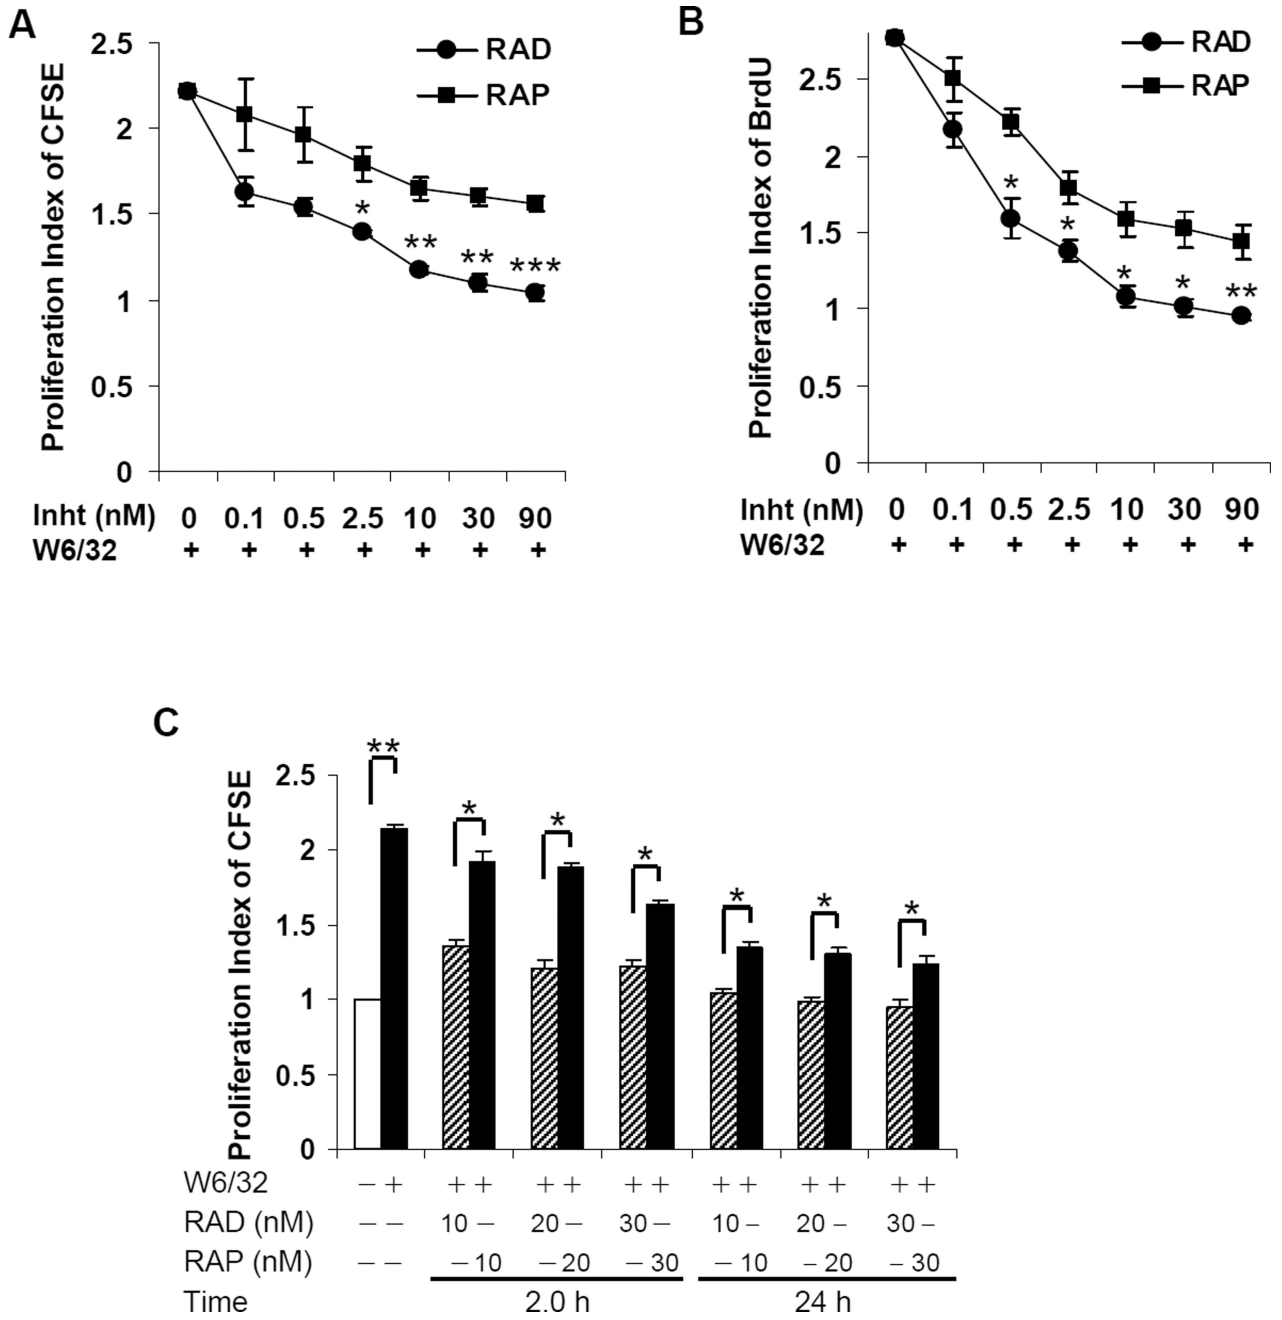 A
Proliferation Index of CFSE
2.5
2
1.5
1
0.5
0
RAD
RAP
*
**
**
***
Inht (nM) 0 0.1 0.5 2.5 10 30 90
W6/32 + + + + + + +
B
Proliferation Index of BrdU
2.5
2
1.5
1
0.5
0
RAD
RAP
*
*
*
*
**
Inht (nM) 0 0.1 0.5 2.5 10 30 90
W6/32 + + + + + + +
C
Proliferation Index of CFSE
2.5
2
1.5
1
0.5
0
**
*
*
*
*
*
*
W6/32 − + + + + + + + + + + + + +
RAD (nM) − − 10 − 20 − 30 − 10 − 20 − 30 −
RAP (nM) − − − 10 − 20 − 30 − 10 − 20 − 30
Time 2.0 h 24 h